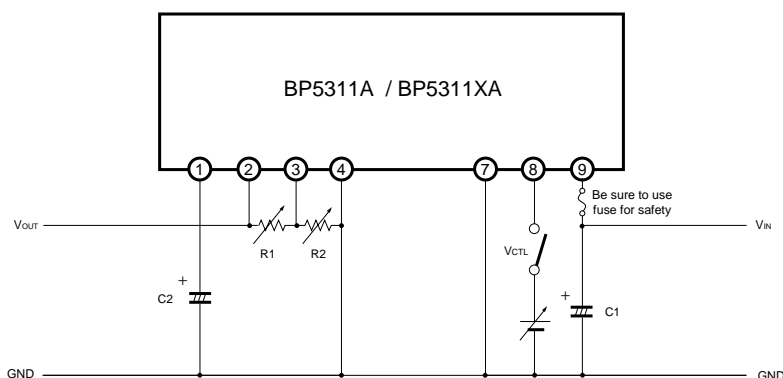 BP5311A / BP5311XA
1 2 3 4 7 8 9
Be sure to use
fuse for safety
VOUT
VIN
R1 R2
VCTL
+
C2
+
C1
GND
GND